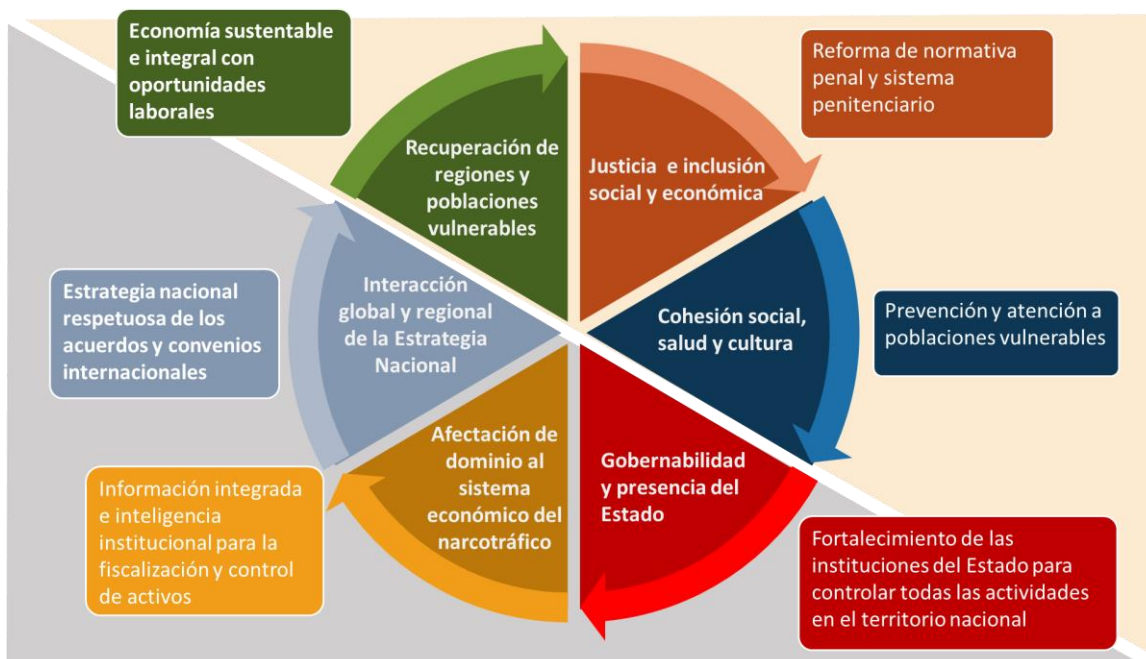 Economía sustentable
e integral con
oportunidades
laborales
Recuperación de
regiones y
poblaciones
vulnerables
Justicia e inclusión
social y económica
Reforma de normativa
penal y sistema
penitenciario
Estrategia nacional
respetuosa de los
acuerdos y convenios
internacionales
Interacción
global y regional
de la Estrategia
Nacional
Cohesión social,
salud y cultura
Prevención y atención a
poblaciones vulnerables
Información integrada
e inteligencia
institucional para la
fiscalización y control
de activos
Afectación de
dominio al
sistema
económico del
narcotráfico
Gobernabilidad
y presencia del
Estado
Fortalecimiento de las
instituciones del Estado para
controlar todas las actividades
en el territorio nacional